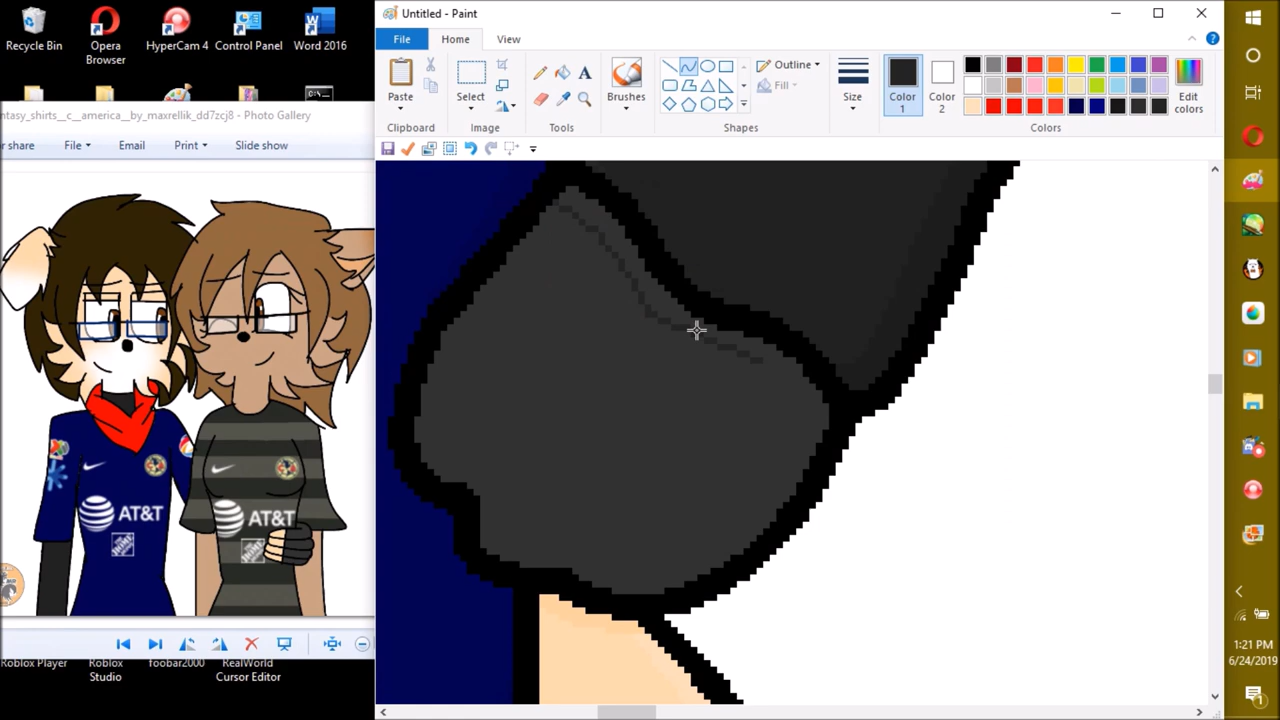 Recycle Bin
Opera Browser
HyperCam 4
Control Panel
Word 2016
ntasy_shirts__c__america__by_maxrellik_dd7zcj8 - Photo Gallery
r share
File
Email
Print
Slide show
AT&T
AT&T
Roblox Player
Roblox Studio
foobar2000
RealWorld Cursor Editor
Untitled - Paint
File
Home
View
Paste
Clipboard
Select
Image
A
Tools
Brushes
Outline
Fill
Shapes
Size
Color 1
Color 2
Edit colors
Colors
1:21 PM
6/24/2019
1